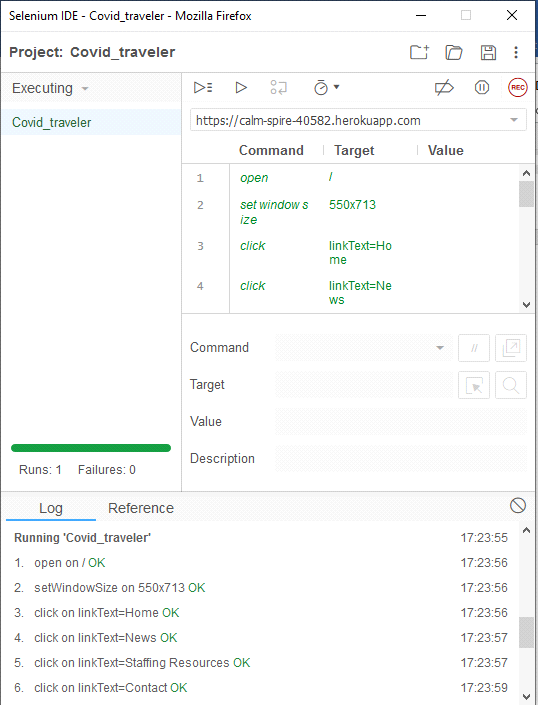 Selenium IDE - Covid_traveler - Mozilla Firefox
Project: Covid_traveler
Executing
Covid_traveler
Runs: 1 Failures: 0
REC
https://calm-spire-40582.herokuapp.com
Command Target Value
1 open /
2 set window s 550x713
ize
3 click linkText=Ho
me
4 click linkText=Ne
ws
Command //
Target
Value
Description
Log Reference
Running 'Covid_traveler' 17:23:55
1. open on / OK 17:23:56
2. setWindowSize on 550x713 OK 17:23:56
3. click on linkText=Home OK 17:23:56
4. click on linkText=News OK 17:23:57
5. click on linkText=Staffing Resources OK 17:23:57
6. click on linkText=Contact OK 17:23:59